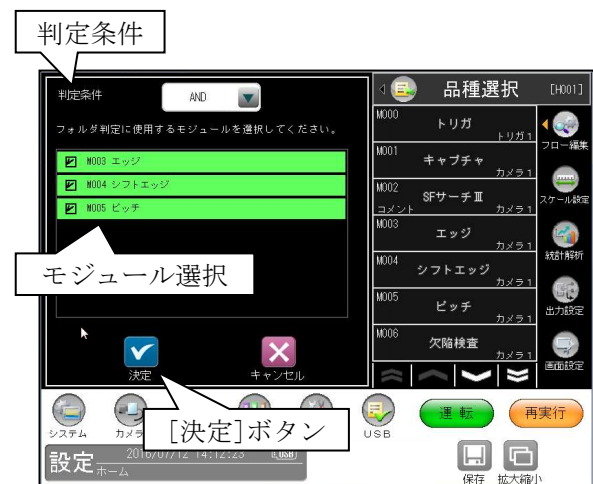 判定条件
判定条件
AND
フォルダ判定に使用するモジュールを選択してください。
M003 エッジ
M004 シフトエッジ
M005 ピッチ
モジュール選択
決定
キャンセル
[決定]ボタン
品種選択
[H001]
M000
トリガ
トリガ1
M001
キャプチャ
カメラ1
M002
SFサーチⅢ
コメント
カメラ1
M003
エッジ
カメラ1
M004
シフトエッジ
カメラ1
M005
ピッチ
カメラ1
M006
欠陥検査
カメラ1
フロー編集
スケール設定
統計解析
出力設定
画面設定
システム
カメラ
USB
運転
再実行
設定
ホーム
2016/07/12 14:12:23
(USB)
保存
拡大縮小